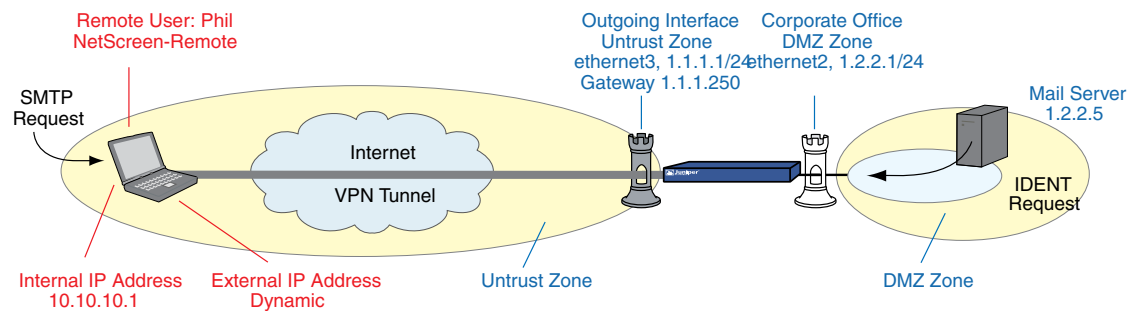 Remote User: Phil
NetScreen-Remote
Outgoing Interface
Untrust Zone
ethernet3, 1.1.1.1/24
Gateway 1.1.1.250
Corporate Office
DMZ Zone
ethernet2, 1.2.2.1/24
Mail Server
1.2.2.5
SMTP
Request
Internet
VPN Tunnel
Juniper
IDENT
Request
Internal IP Address
10.10.10.1
External IP Address
Dynamic
Untrust Zone
DMZ Zone